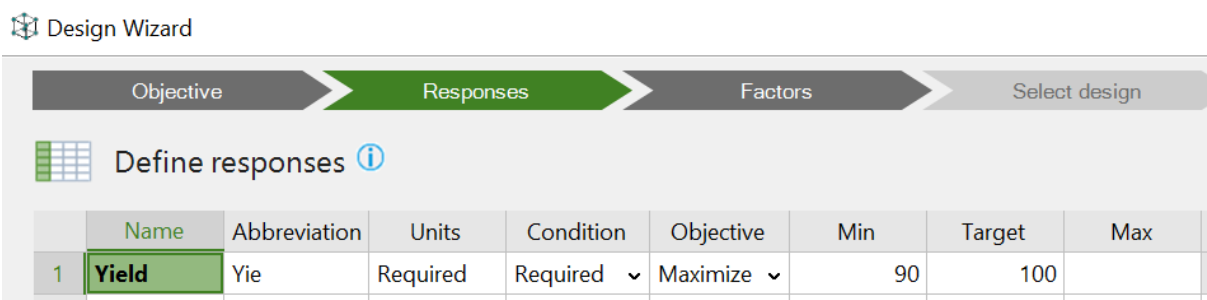 Design Wizard
Objective Responses Factors Select design
Define responses
Name Abbreviation Units Condition Objective Min Target Max
1 Yield Yie Required Required Maximize 90 100